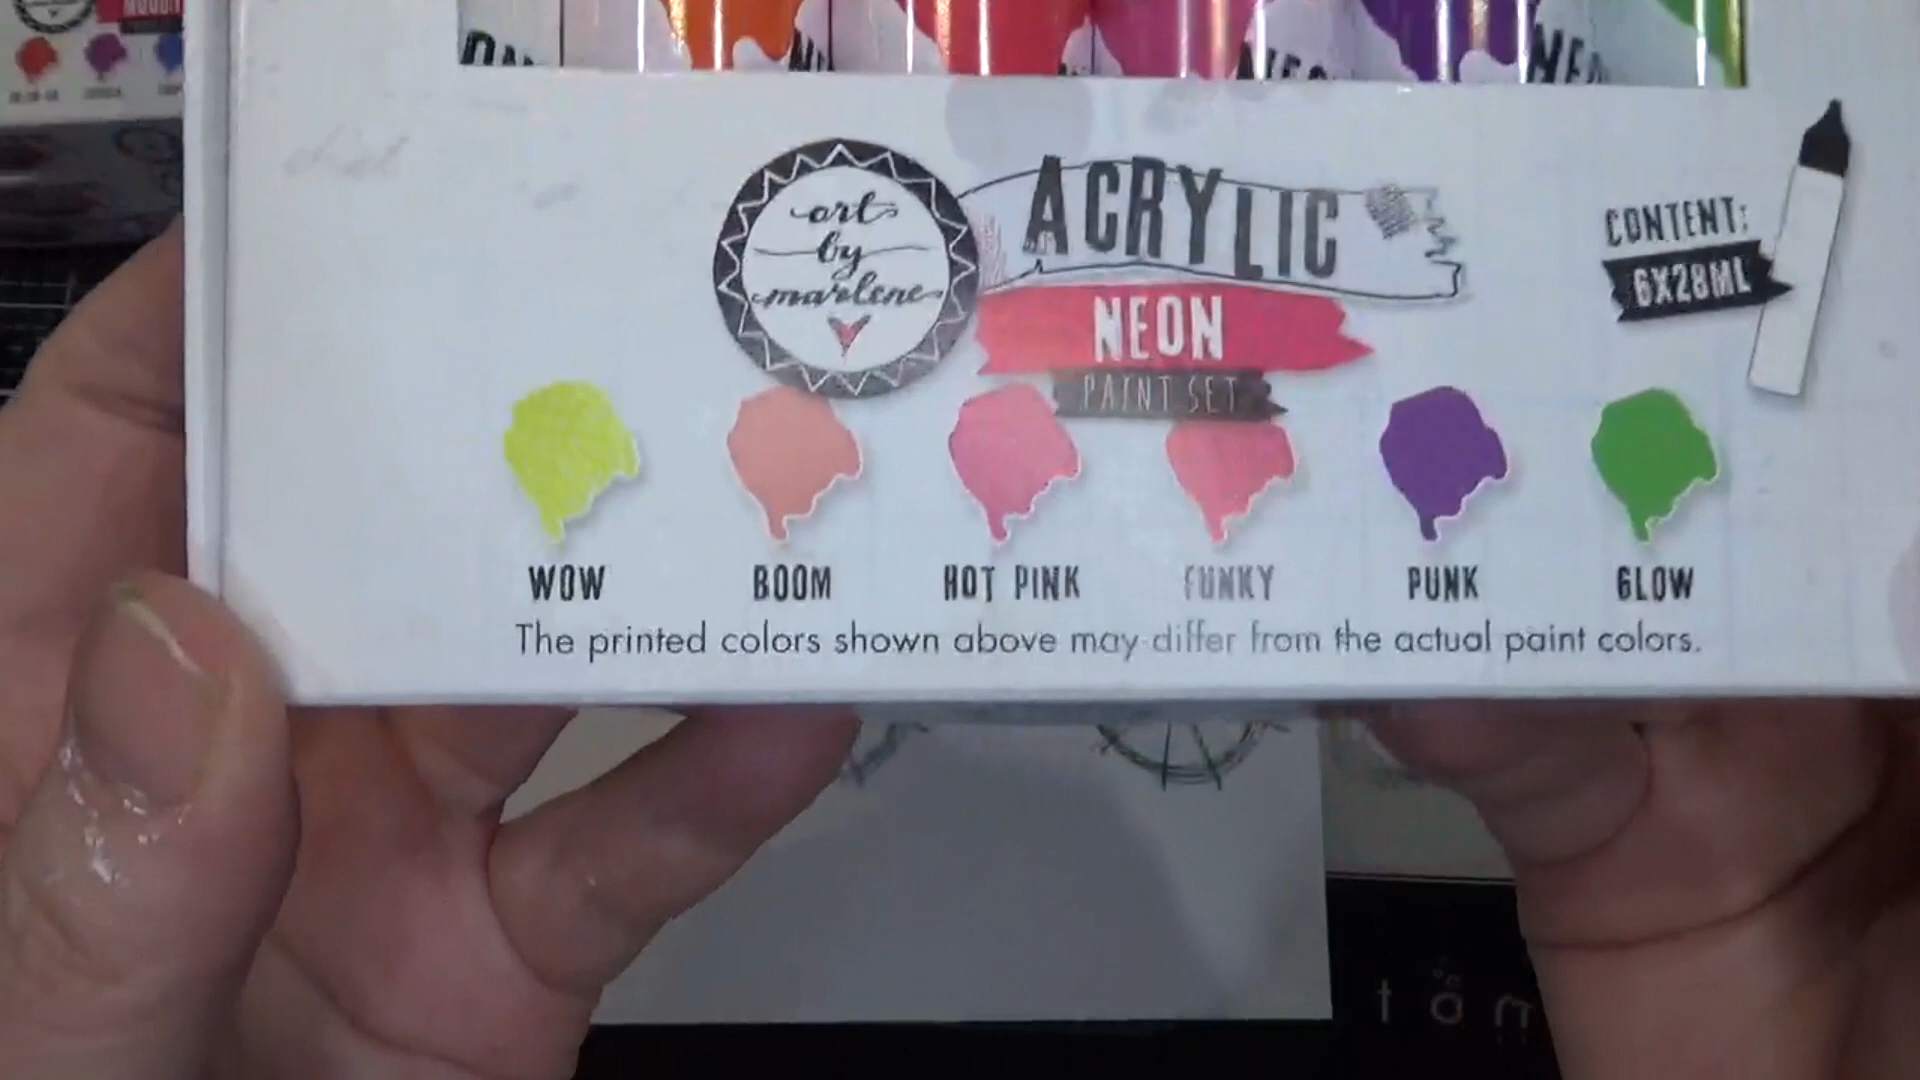 art
by
marlene
ACRYLIC
NEON
PAINT SET
CONTENT:
6X28ML
WOW
BOOM
HOT PINK
FUNKY
PUNK
GLOW
The printed colors shown above may differ from the actual paint colors.